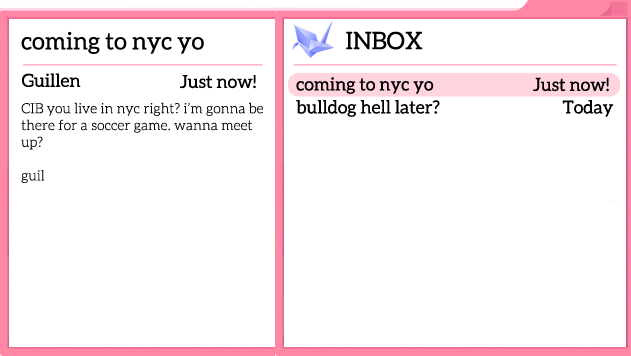 coming to nyc yo
Guillen Just now!
CIB you live in nyc right? i'm gonna be
there for a soccer game. wanna meet
up?
guil
INBOX
coming to nyc yo Just now!
bulldog hell later? Today